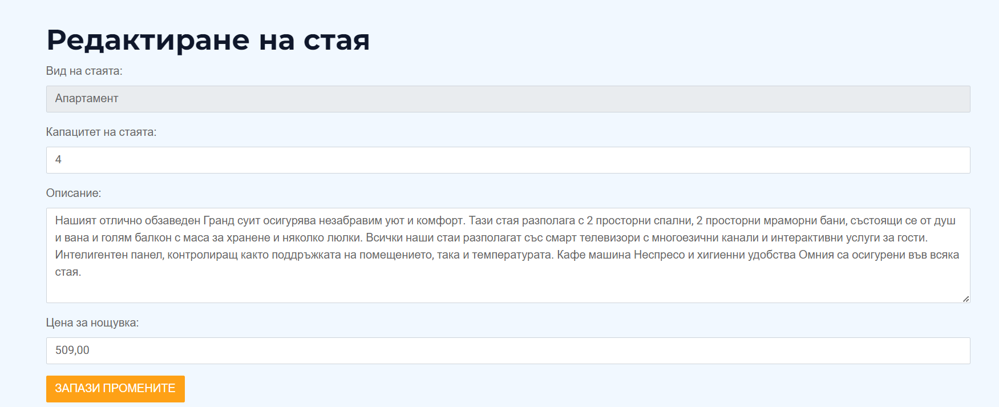 Редактиране на стая
Вид на стаята:
Апартамент
Капацитет на стаята:
4
Описание:
Нашият отлично обзаведен Гранд суит осигурява незабравим уют и комфорт. Тази стая разполага с 2 просторни спални, 2 просторни мраморни бани, състоящи се от душ
и вана и голям балкон с маса за хранене и няколко люлки. Всички наши стаи разполагат със смарт телевизори с многоезични канали и интерактивни услуги за гости.
Интелигентен панел, контролиращ както поддръжката на помещението, така и температурата. Кафе машина Неспресо и хигиенни удобства Омния са осигурени във всяка
стая.
Цена за нощувка:
509,00
ЗАПАЗИ ПРОМЕНИТЕ